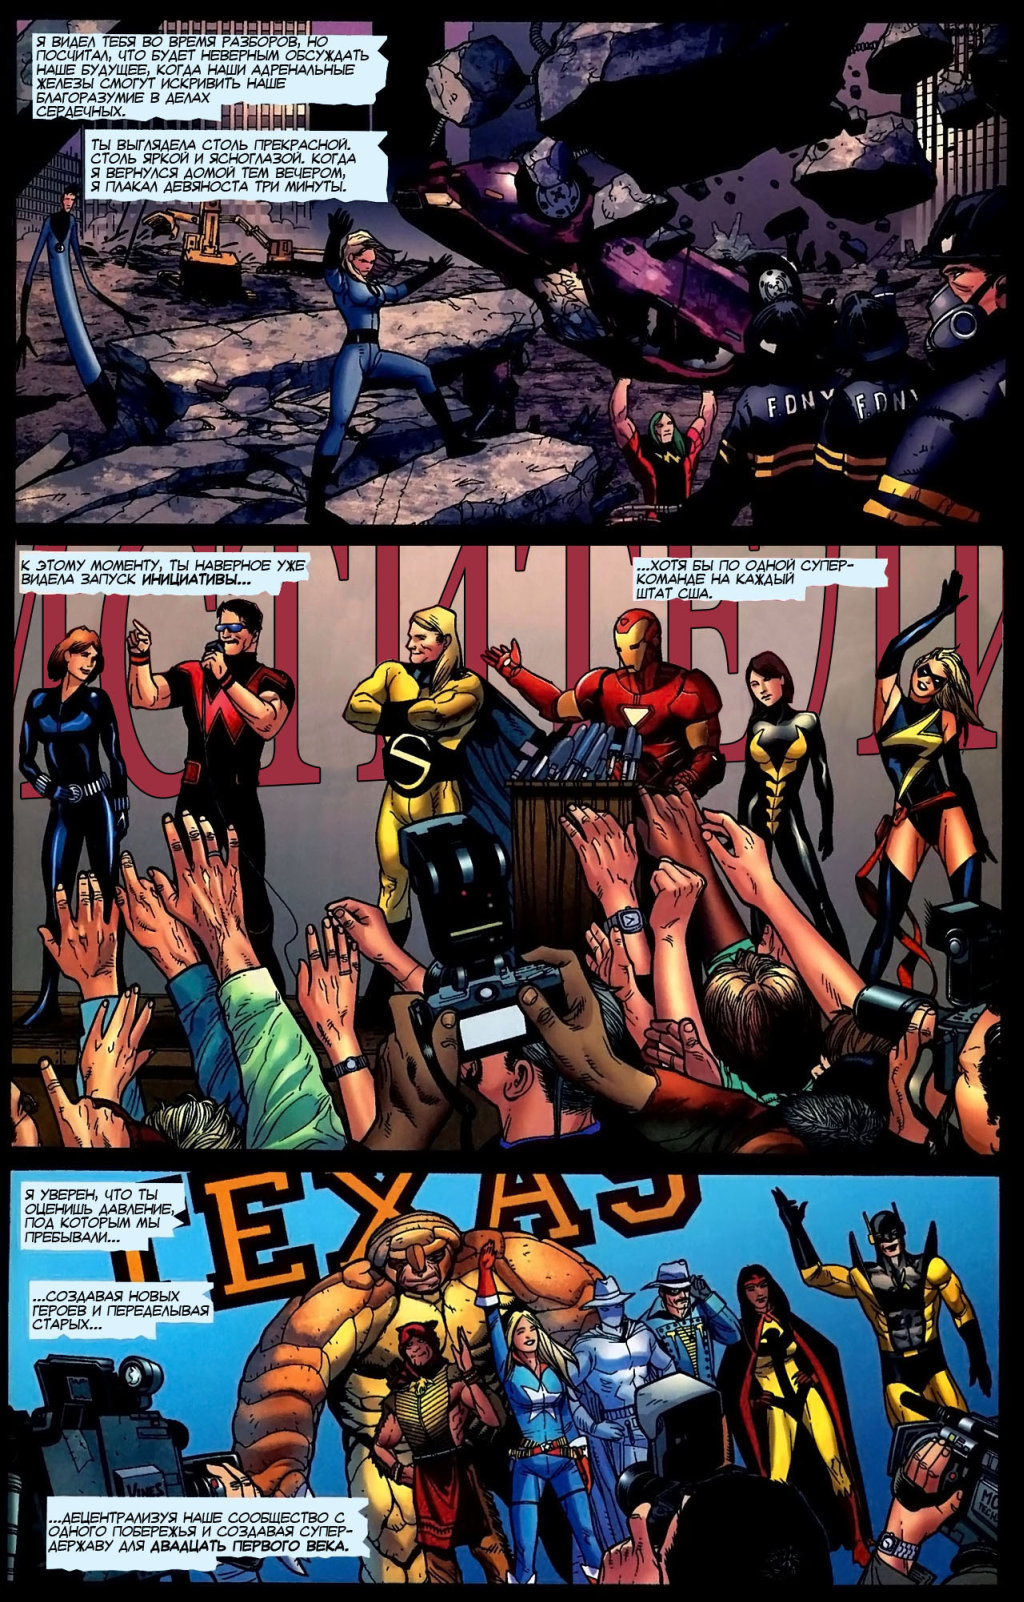 Я ВИДЕЛ ТЕБЯ ВО ВРЕМЯ РАЗБОРОВ, НО
ПОСЧИТАЛ, ЧТО БУДЕТ НЕВЕРНЫМ ОБСУЖДАТЬ
НАШЕ БУДУЩЕЕ, КОГДА НАШИ АДРЕНАЛЬНЫЕ
ЖЕЛЕЗЫ СМОГУТ ИСКРИВИТЬ НАШЕ
БЛАГОРАЗУМИЕ В ДЕЛАХ
СЕРДЕЧНЫХ.
ТЫ ВЫГЛЯДЕЛА СТОЛЬ ПРЕКРАСНОЙ.
СТОЛЬ ЯРКОЙ И ЯСНОГЛАЗОЙ. КОГДА
Я ВЕРНУЛСЯ ДОМОЙ ТЕМ ВЕЧЕРОМ,
Я ПЛАКАЛ ДЕВЯНОСТА ТРИ МИНУТЫ.
F.D.N.Y
F.D.N.Y
К ЭТОМУ МОМЕНТУ, ТЫ НАВЕРНОЕ УЖЕ
ВИДЕЛА ЗАПУСК ИНИЦИАТИВЫ...
...ХОТЯ БЫ ПО ОДНОЙ СУПЕР-
КОМАНДЕ НА КАЖДЫЙ
ШТАТ США.
МСТИТЕЛИ
Я УВЕРЕН, ЧТО ТЫ
ОЦЕНИШЬ ДАВЛЕНИЕ,
ПОД КОТОРЫМ МЫ
ПРЕБЫВАЛИ...
TEXAS
...СОЗДАВАЯ НОВЫХ
ГЕРОЕВ И ПЕРЕДЕЛЫВАЯ
СТАРЫХ...
VINES
...ДЕЦЕНТРАЛИЗУЯ НАШЕ СООБЩЕСТВО С
ОДНОГО ПОБЕРЕЖЬЯ И СОЗДАВАЯ СУПЕР-
ДЕРЖАВУ ДЛЯ ДВАДЦАТЬ ПЕРВОГО ВЕКА.